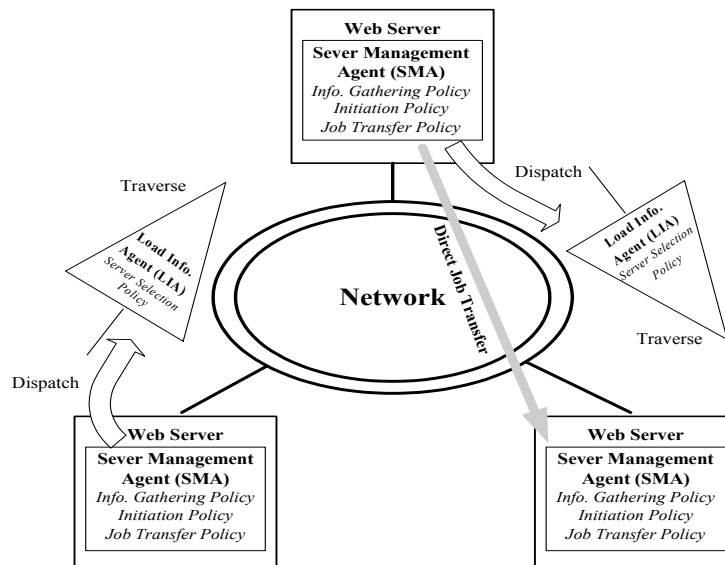 Web Server
Sever Management
Agent (SMA)
Info. Gathering Policy
Initiation Policy
Job Transfer Policy
Dispatch
Traverse
Load Info.
Agent (LIA)
Server Selection
Policy
Load Info.
Agent (LIA)
Server Selection
Policy
Direct Job Transfer
Network
Traverse
Dispatch
Web Server
Sever Management
Agent (SMA)
Info. Gathering Policy
Initiation Policy
Job Transfer Policy
Web Server
Sever Management
Agent (SMA)
Info. Gathering Policy
Initiation Policy
Job Transfer Policy